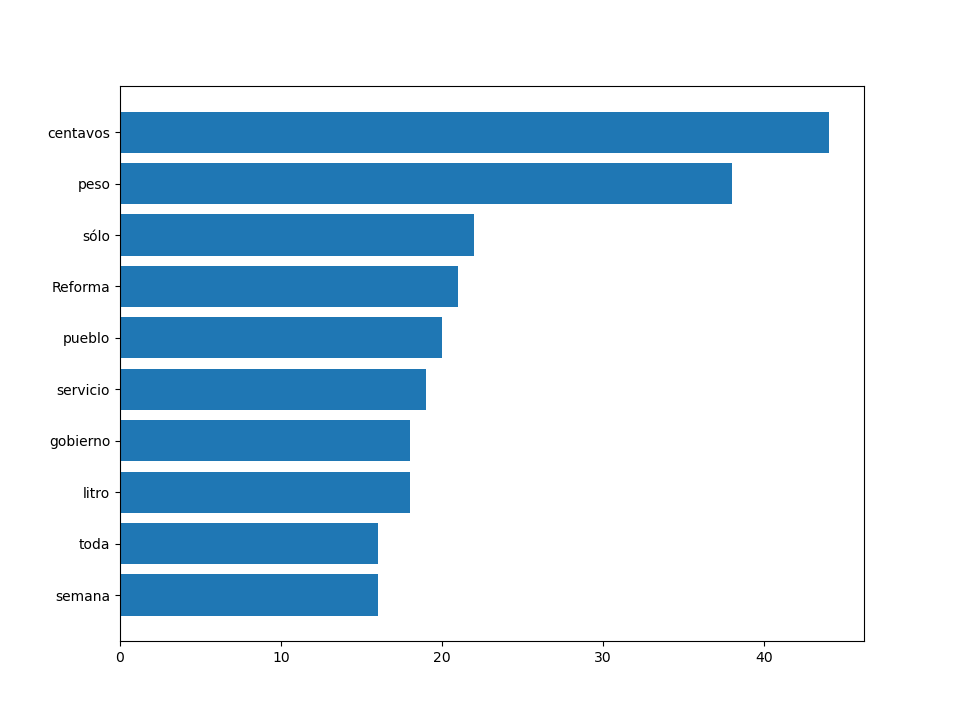 centavos
peso
sólo
Reforma
pueblo
servicio
gobierno
litro
toda
semana
0 10 20 30 40